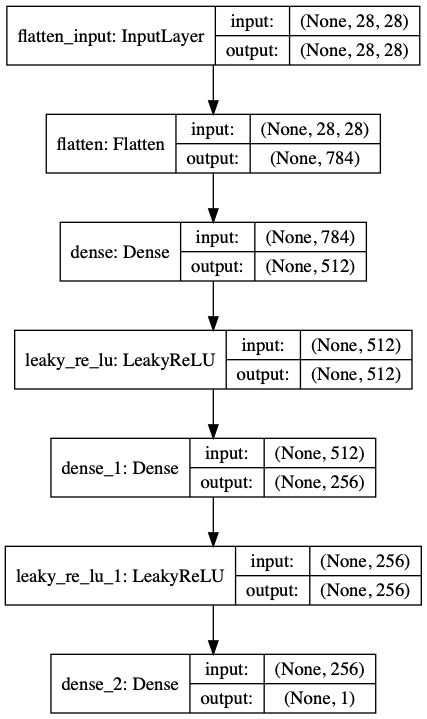 flatten_input: InputLayer
input: (None, 28, 28)
output: (None, 28, 28)
flatten: Flatten
input: (None, 28, 28)
output: (None, 784)
dense: Dense
input: (None, 784)
output: (None, 512)
leaky_re_lu: LeakyReLU
input: (None, 512)
output: (None, 512)
dense_1: Dense
input: (None, 512)
output: (None, 256)
leaky_re_lu_1: LeakyReLU
input: (None, 256)
output: (None, 256)
dense_2: Dense
input: (None, 256)
output: (None, 1)